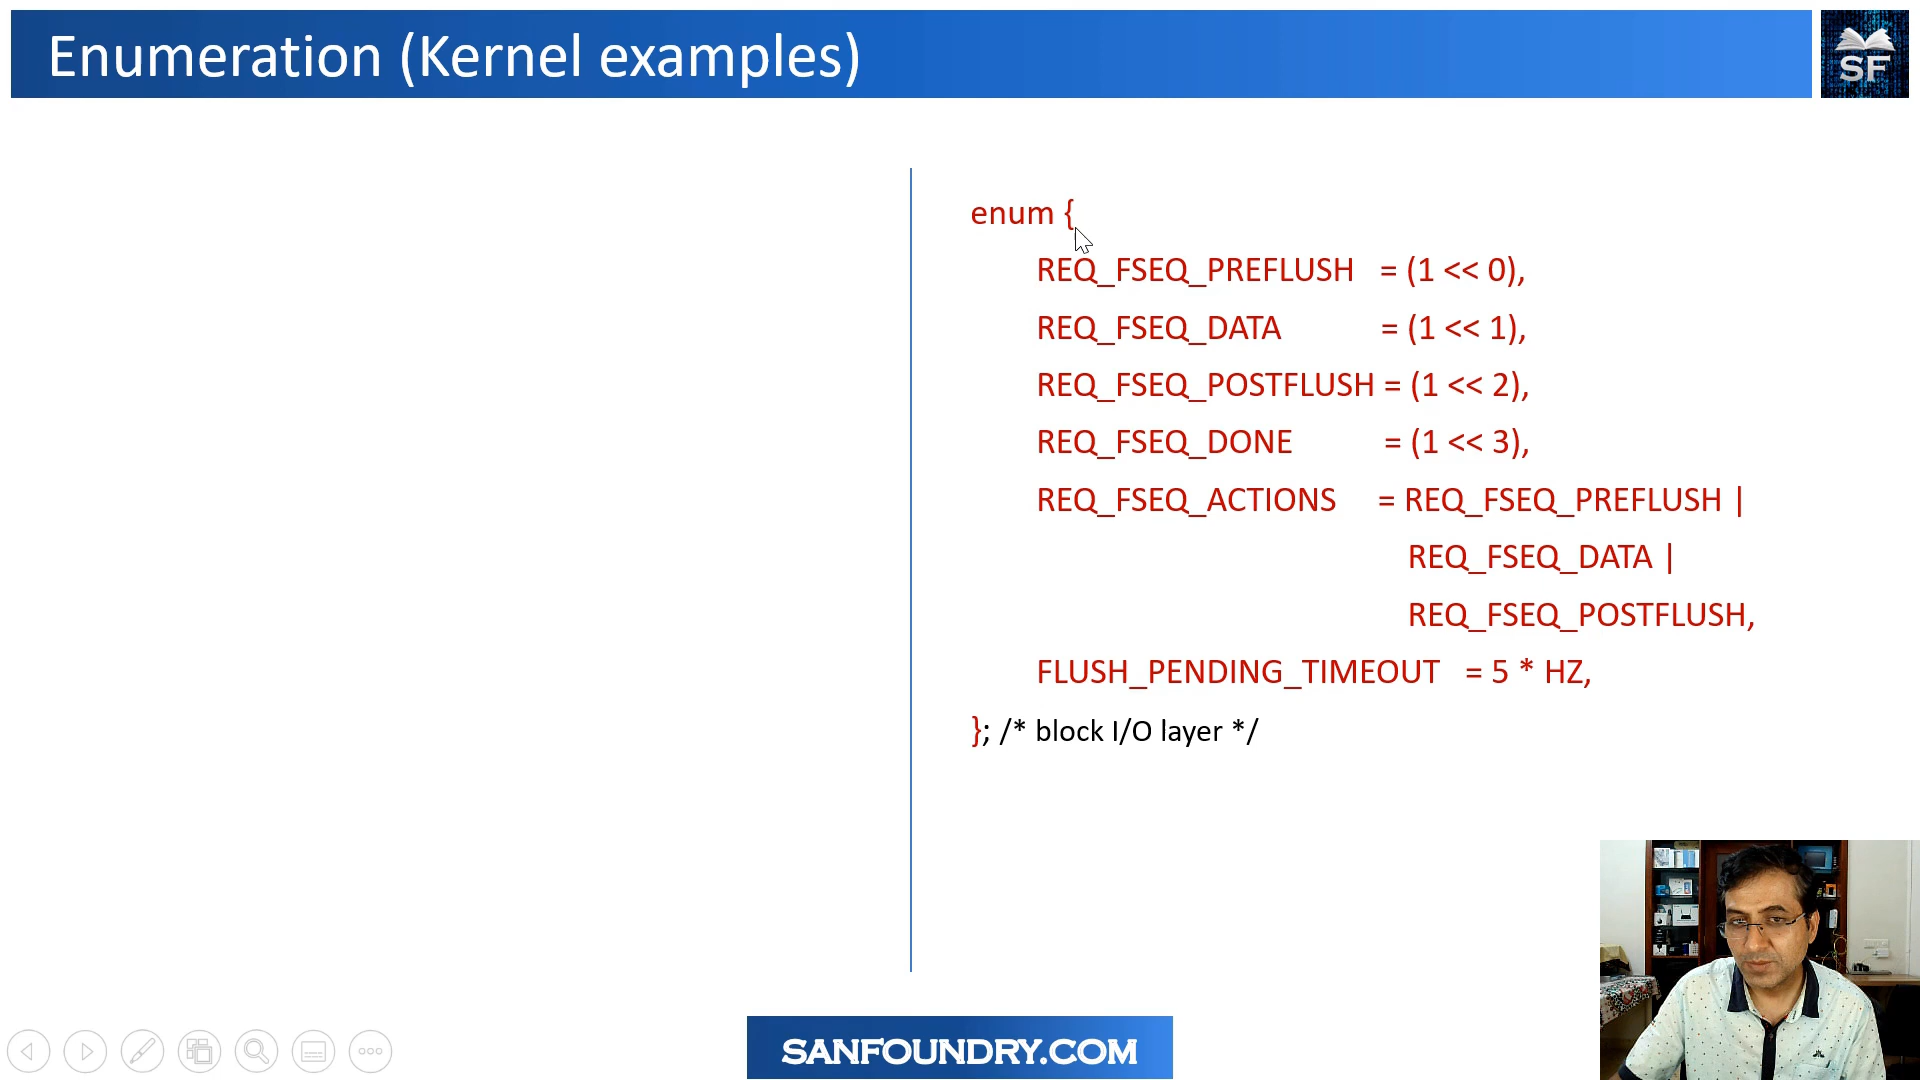 Enumeration (Kernel examples)
SF
enum {
REQ_FSEQ_PREFLUSH = (1 << 0),
REQ_FSEQ_DATA = (1 << 1),
REQ_FSEQ_POSTFLUSH = (1 << 2),
REQ_FSEQ_DONE = (1 << 3),
REQ_FSEQ_ACTIONS = REQ_FSEQ_PREFLUSH |
REQ_FSEQ_DATA |
REQ_FSEQ_POSTFLUSH,
FLUSH_PENDING_TIMEOUT = 5 * HZ,
}; /* block I/O layer */
SANFOUNDRY.COM